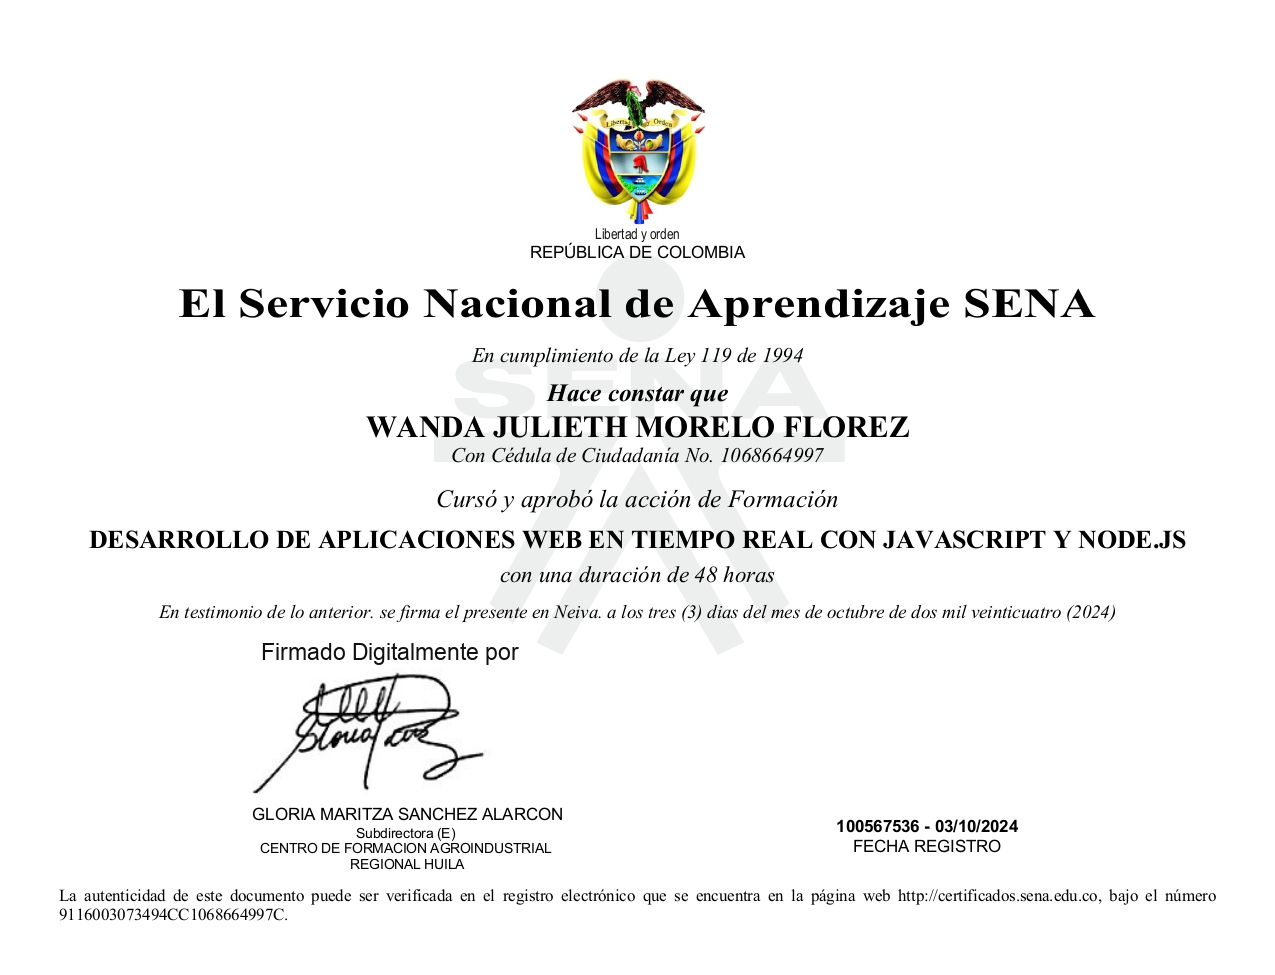 Libertad y Orden
Libertad y orden
REPÚBLICA DE COLOMBIA
El Servicio Nacional de Aprendizaje SENA
En cumplimiento de la Ley 119 de 1994
SENA
Hace constar que
WANDA JULIETH MORELO FLOREZ
Con Cédula de Ciudadanía No. 1068664997
Cursó y aprobó la acción de Formación
DESARROLLO DE APLICACIONES WEB EN TIEMPO REAL CON JAVASCRIPT Y NODE.JS
con una duración de 48 horas
En testimonio de lo anterior. se firma el presente en Neiva. a los tres (3) dias del mes de octubre de dos mil veinticuatro (2024)
Firmado Digitalmente por
GLORIA MARITZA SANCHEZ ALARCON
Subdirectora (E)
CENTRO DE FORMACION AGROINDUSTRIAL
REGIONAL HUILA
100567536 - 03/10/2024
FECHA REGISTRO
La autenticidad de este documento puede ser verificada en el registro electrónico que se encuentra en la página web http://certificados.sena.edu.co, bajo el número
9116003073494CC1068664997C.